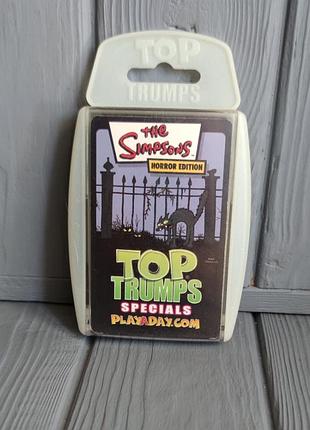 TOP
TRUMPS
THE
SIMPSONS
HORROR EDITION
TOP
TRUMPS
SPECIALS
PLAYADAY.COM